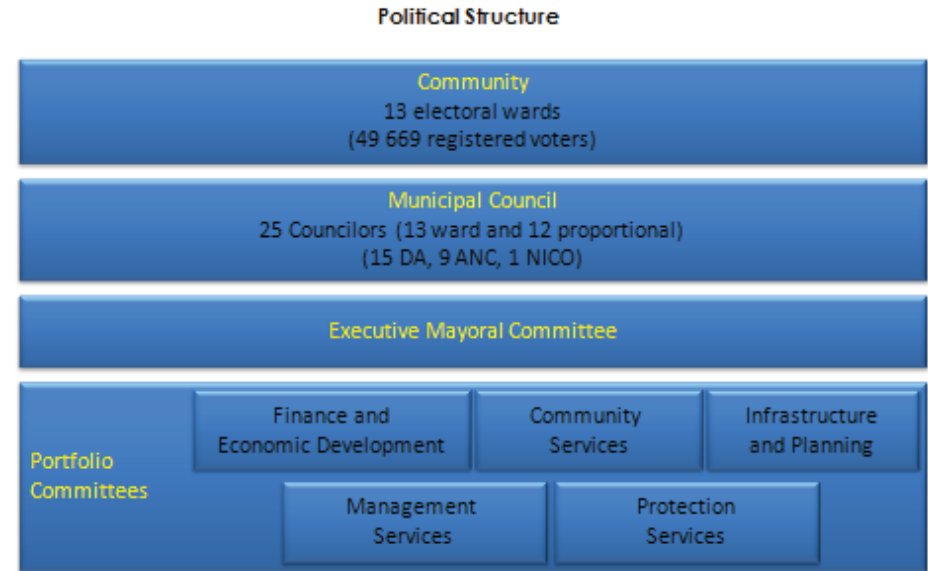 Political Structure
Community
13 electoral wards
(49 669 registered voters)
Municipal Council
25 Councilors (13 ward and 12 proportional)
(15 DA, 9 ANC, 1 NICO)
Executive Mayoral Committee
Portfolio
Committees
Finance and
Economic Development
Community
Services
Infrastructure
and Planning
Management
Services
Protection
Services